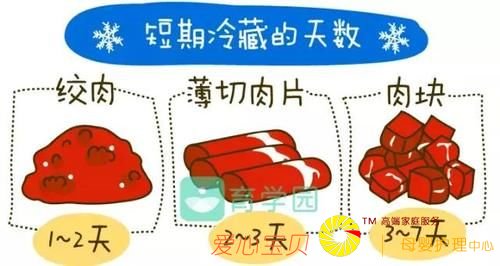 短期冷藏的天数
绞肉
薄切肉片
肉块
育学园
1~2天
2~3天
3~7天
爱心宝贝
TM 高端家庭服务
母婴护理中心